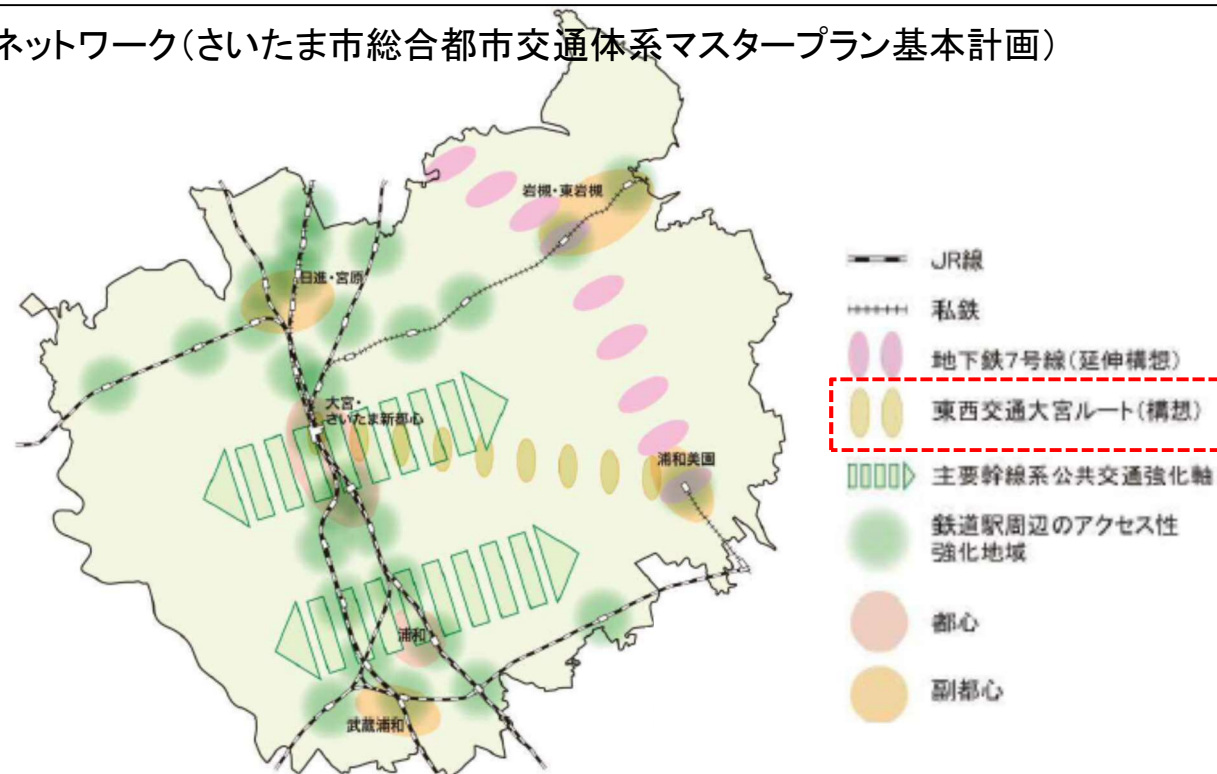 ネットワーク(さいたま市総合都市交通体系マスタープラン基本計画)
岩槻・東岩槻
日進・宮原
大宮・
さいたま新都心
浦和美園
浦和
武蔵浦和
JR線
私鉄
地下鉄7号線(延伸構想)
東西交通大宮ルート(構想)
主要幹線系公共交通強化軸
鉄道駅周辺のアクセス性
強化地域
都心
副都心